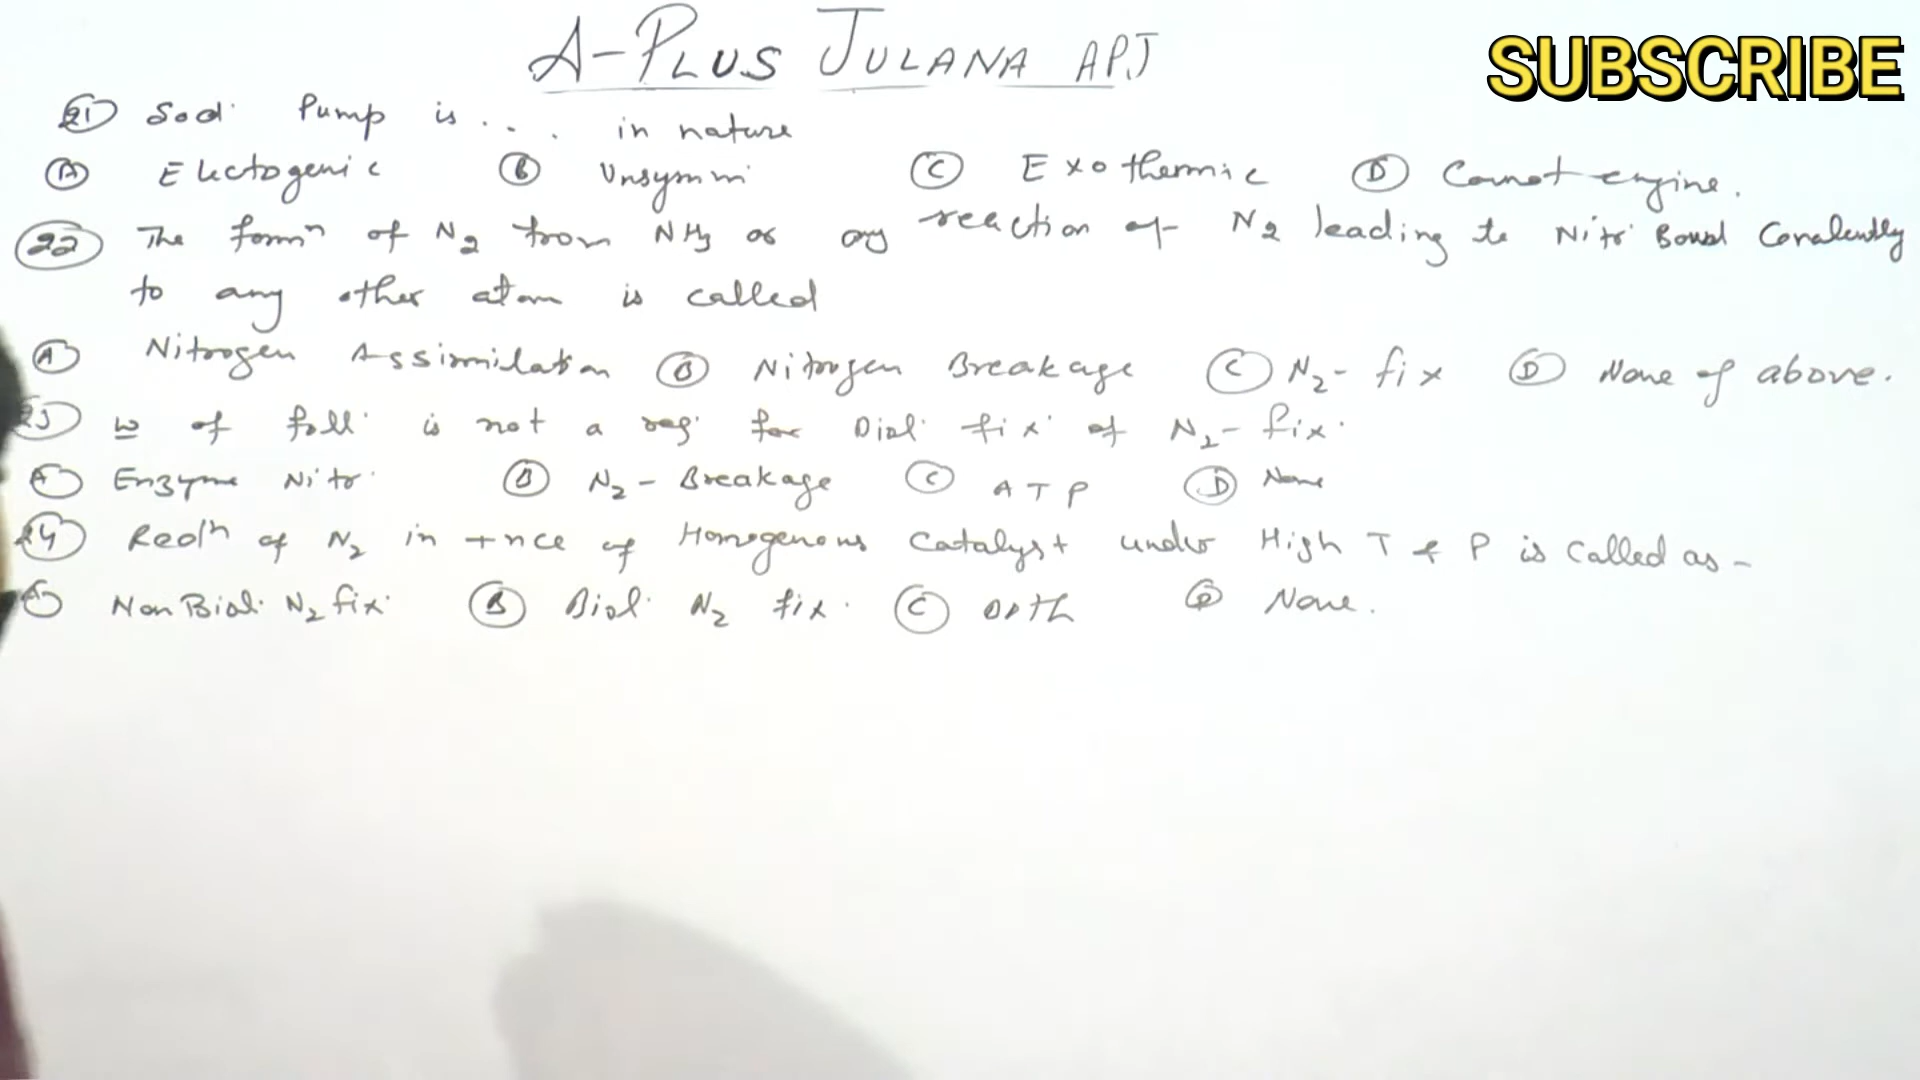 A-PLUS JULANA APJ
SUBSCRIBE
21 Sod. Pump is . . . in nature
A Electogenic B Unsymm C Exothermic D Cannot engine.
22 The formn of N2 from NH3 or any reaction of N2 leading to Nitr. Bond Covalently
to any other atom is called
A Nitrogen Assimilation B Nitrogen Breakage C N2-fix D None of above.
23 w of foll. is not a req. for Biol. fix. of N2-fix.
A Enzyme Nitr. B N2-Breakage C ATP D None
24 Redn of N2 in +nce of Homogenous Catalyst under High T & P is called as-
A Non Biol. N2 fix. B Biol. N2 fix. C Both D None.